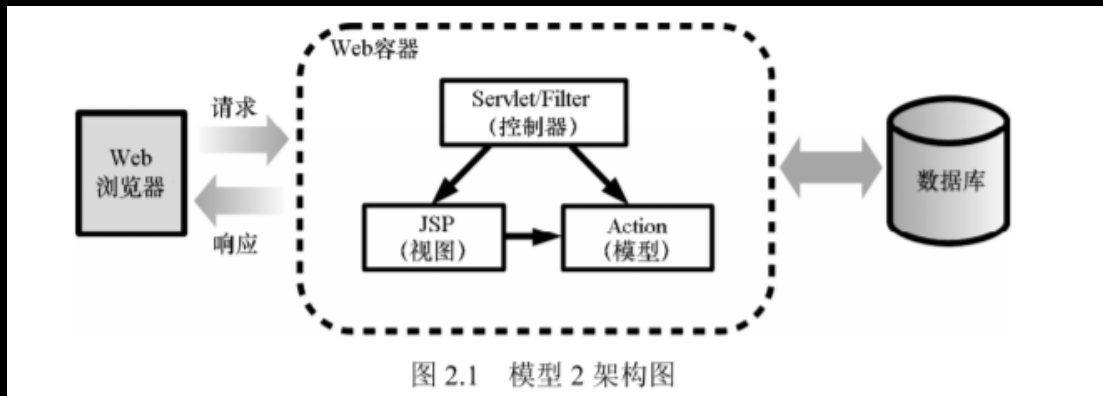 Web容器
请求
Servlet/Filter
(控制器)
Web
浏览器
响应
JSP
(视图)
Action
(模型)
数据库
图 2.1 模型 2 架构图